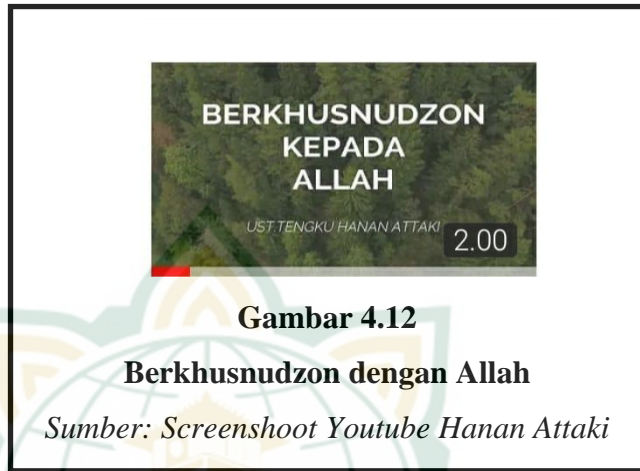 BERKHUSNUDZON
KEPADA
ALLAH
UST.TENGKU HANAN ATTAKI
2.00
Gambar 4.12
Berkhusnudzon dengan Allah
Sumber: Screenshoot Youtube Hanan Attaki